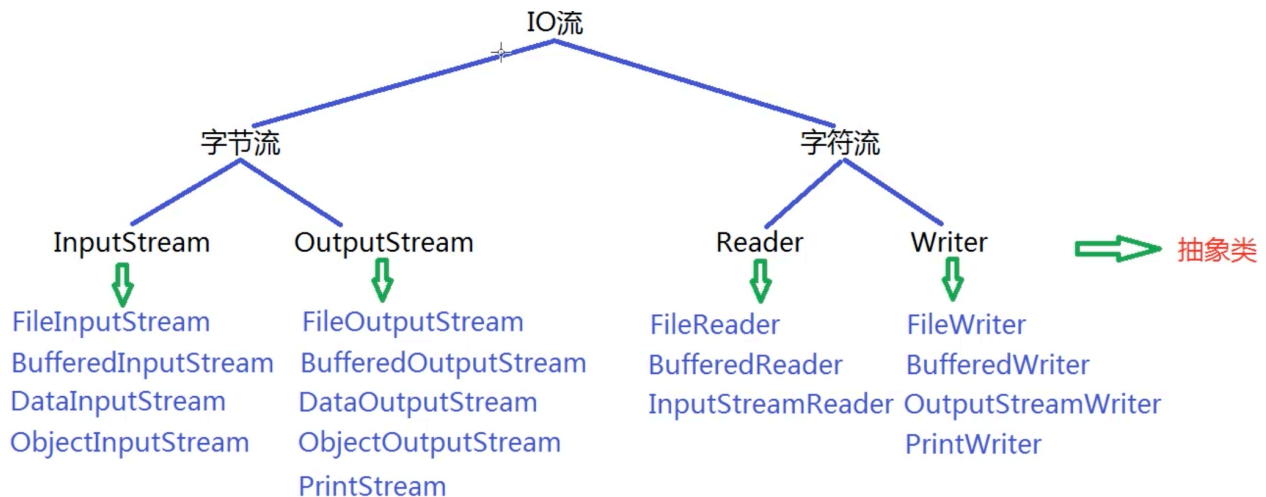 IO流
字节流
字符流
InputStream
OutputStream
Reader
Writer
抽象类
FileInputStream
BufferedInputStream
DataInputStream
ObjectInputStream
FileOutputStream
BufferedOutputStream
DataOutputStream
ObjectOutputStream
PrintStream
FileReader
BufferedReader
InputStreamReader
FileWriter
BufferedWriter
OutputStreamWriter
PrintWriter